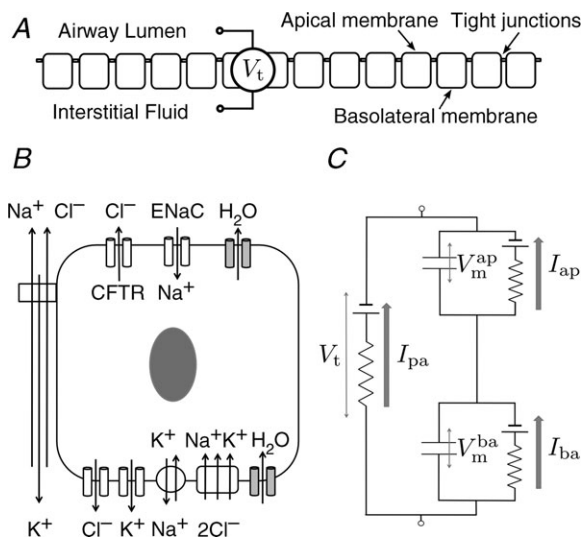 A
Airway Lumen
Apical membrane
Tight junctions
Vt
Interstitial Fluid
Basolateral membrane
B
Na+ Cl− Cl− ENaC H2O
CFTR Na+
K+ Na+ K+ H2O
K+ Cl− K+ Na+ 2Cl−
C
Vmap Iap
Vt Ipa
Vmba Iba